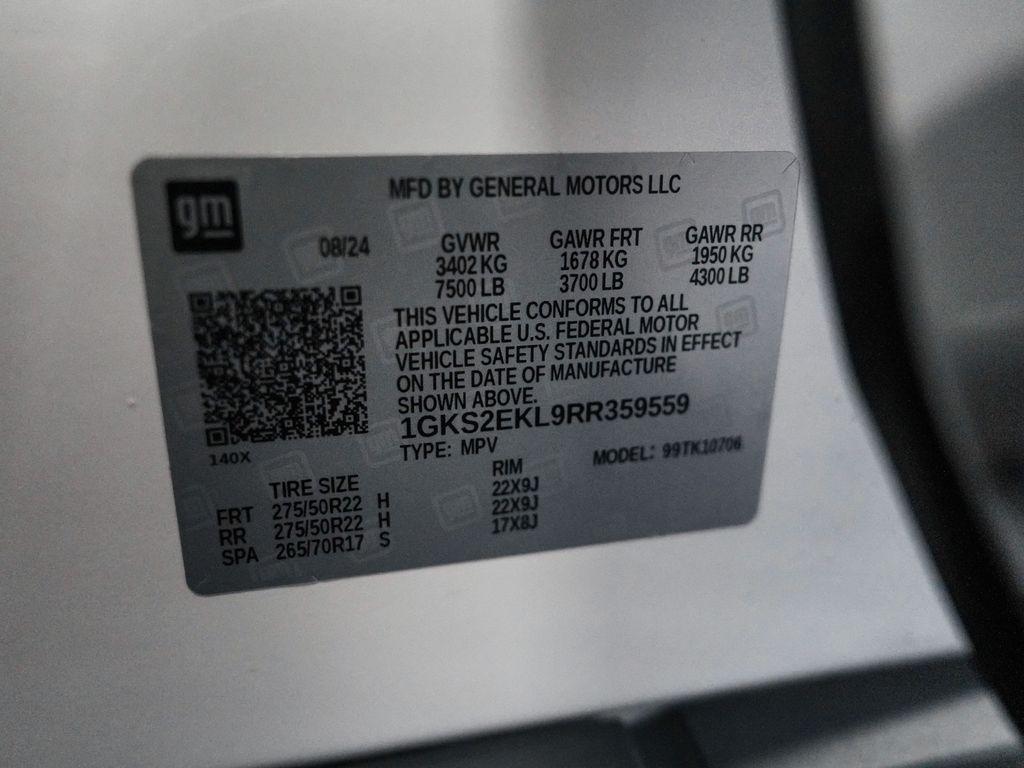 gm
MFD BY GENERAL MOTORS LLC
08/24
GVWR GAWR FRT GAWR RR
3402 KG 1678 KG 1950 KG
7500 LB 3700 LB 4300 LB
THIS VEHICLE CONFORMS TO ALL
APPLICABLE U.S. FEDERAL MOTOR
VEHICLE SAFETY STANDARDS IN EFFECT
ON THE DATE OF MANUFACTURE
SHOWN ABOVE.
1GKS2EKL9RR359559
140X
TYPE: MPV MODEL: 99TK10706
TIRE SIZE RIM
FRT 275/50R22 H 22X9J
RR 275/50R22 H 22X9J
SPA 265/70R17 S 17X8J